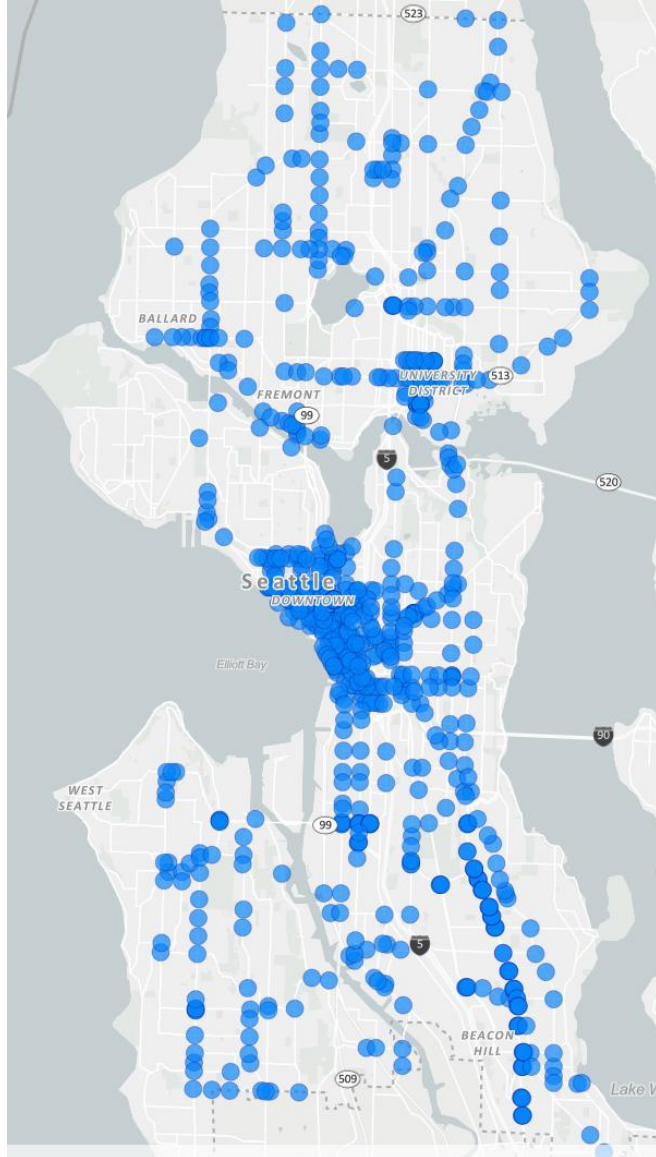 523
BALLARD
UNIVERSITY
DISTRICT
513
FREMONT
99
5
520
Seattle
DOWNTOWN
Elliott Bay
90
WEST
SEATTLE
99
5
BEACON
HILL
509
Lake W